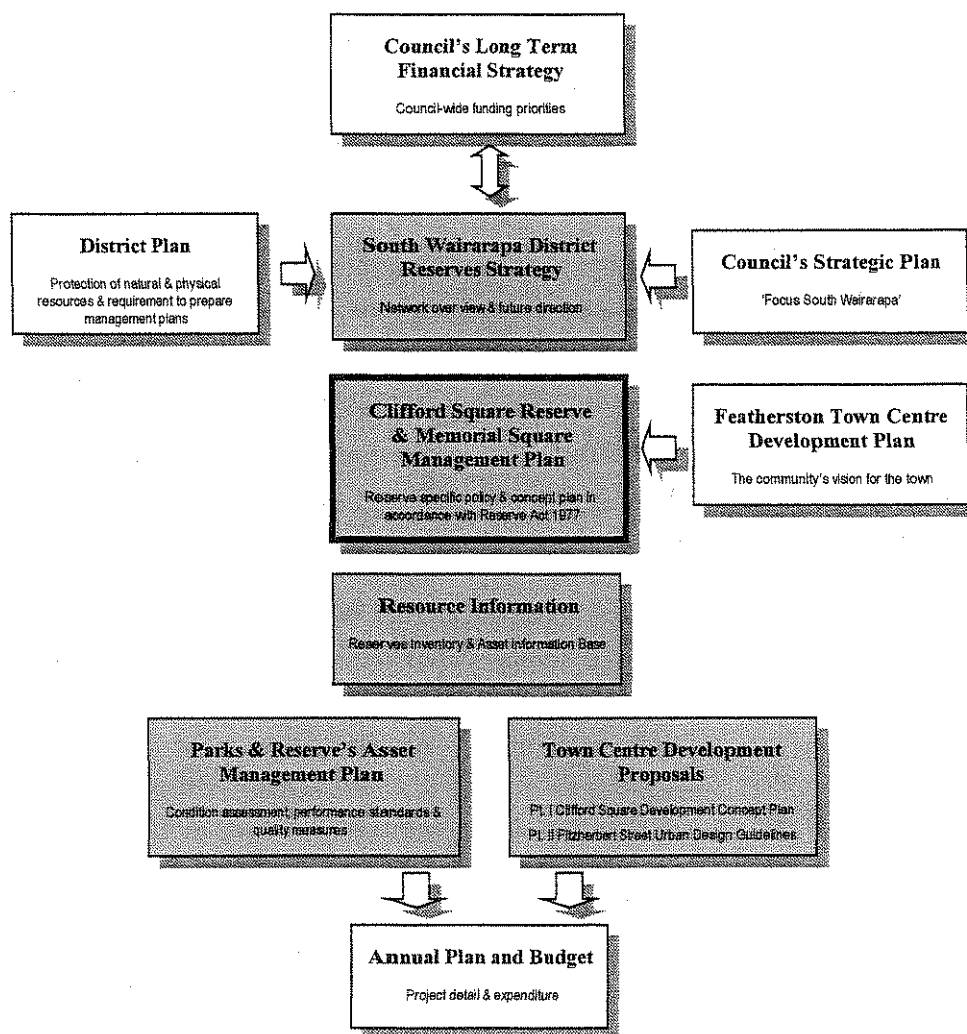 Council's Long Term
Financial Strategy
Council-wide funding priorities
District Plan
Protection of natural & physical
resources & requirement to prepare
management plans
South Wairarapa District
Reserves Strategy
Network over view & future direction
Council's Strategic Plan
'Focus South Wairarapa'
Clifford Square Reserve
& Memorial Square
Management Plan
Reserve specific policy & concept plan in
accordance with Reserve Act 1977
Featherston Town Centre
Development Plan
The community's vision for the town
Resource Information
Reserves Inventory & Asset Information Base
Parks & Reserve's Asset
Management Plan
Condition assessment, performance standards &
quality measures
Town Centre Development
Proposals
Pt. I Clifford Square Development Concept Plan
Pt. II Fitzherbert Street Urban Design Guidelines
Annual Plan and Budget
Project detail & expenditure